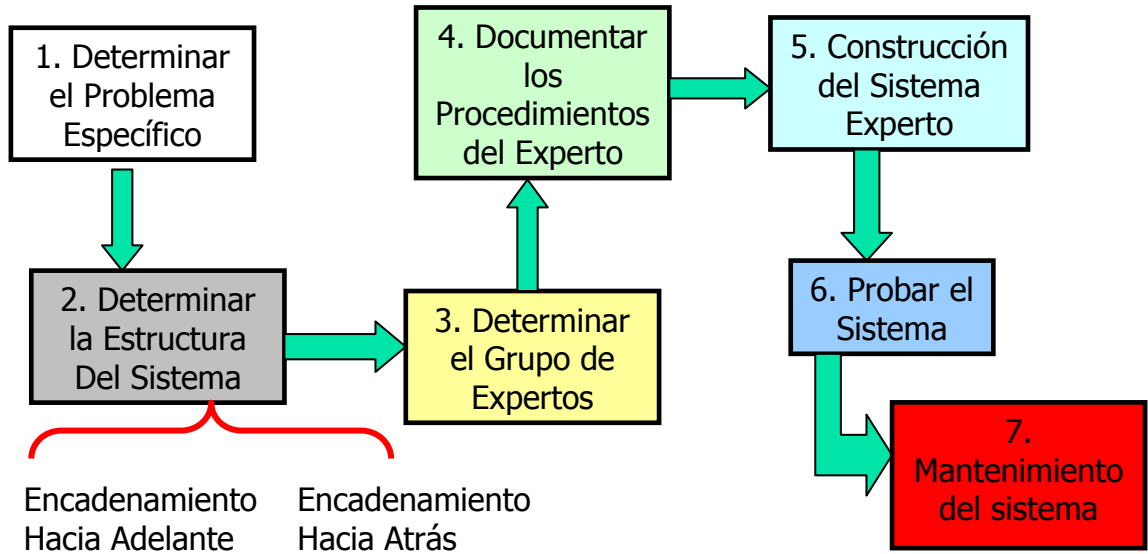 1. Determinar
el Problema
Específico
2. Determinar
la Estructura
Del Sistema
Encadenamiento
Hacia Adelante
Encadenamiento
Hacia Atrás
3. Determinar
el Grupo de
Expertos
4. Documentar
los
Procedimientos
del Experto
5. Construcción
del Sistema
Experto
6. Probar el
Sistema
7.
Mantenimiento
del sistema